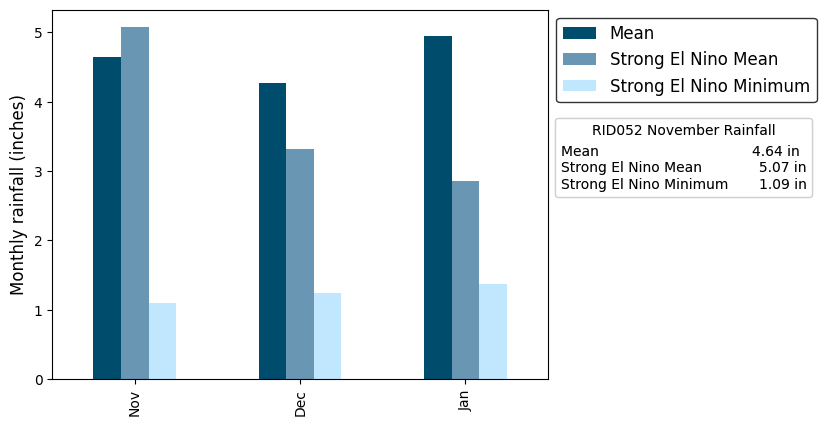 Monthly rainfall (inches)
5
4
3
2
1
0
Nov
Dec
Jan
Mean
Strong El Nino Mean
Strong El Nino Minimum
RID052 November Rainfall
Mean 4.64 in
Strong El Nino Mean 5.07 in
Strong El Nino Minimum 1.09 in